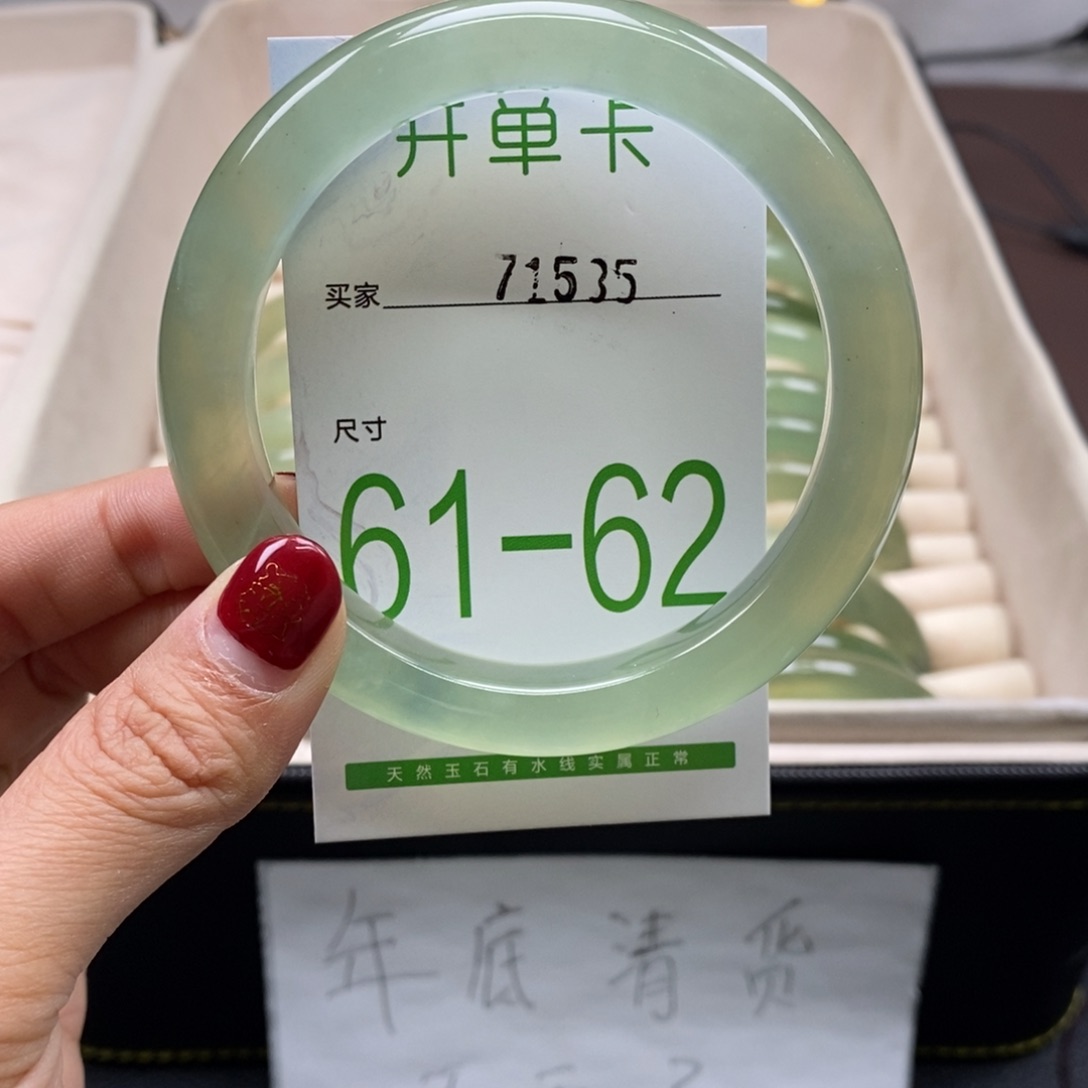 开单卡
买家 71535
尺寸
61-62
天然玉石有水线实属正常
年底清货